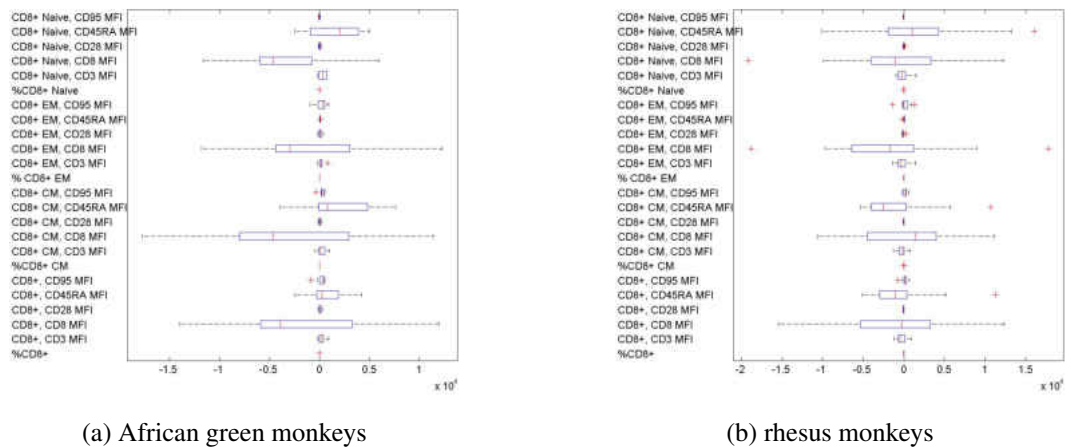 CD8+ Naive, CD95 MFI
CD8+ Naive, CD45RA MFI
CD8+ Naive, CD28 MFI
CD8+ Naive, CD8 MFI
CD8+ Naive, CD3 MFI
%CD8+ Naive
CD8+ EM, CD95 MFI
CD8+ EM, CD45RA MFI
CD8+ EM, CD28 MFI
CD8+ EM, CD8 MFI
CD8+ EM, CD3 MFI
% CD8+ EM
CD8+ CM, CD95 MFI
CD8+ CM, CD45RA MFI
CD8+ CM, CD28 MFI
CD8+ CM, CD8 MFI
CD8+ CM, CD3 MFI
%CD8+ CM
CD8+, CD95 MFI
CD8+, CD45RA MFI
CD8+, CD28 MFI
CD8+, CD8 MFI
CD8+, CD3 MFI
%CD8+
-1.5 -1 -0.5 0 0.5 1
x 10⁴
(a) African green monkeys
CD8+ Naive, CD95 MFI
CD8+ Naive, CD45RA MFI
CD8+ Naive, CD28 MFI
CD8+ Naive, CD8 MFI
CD8+ Naive, CD3 MFI
%CD8+ Naive
CD8+ EM, CD95 MFI
CD8+ EM, CD45RA MFI
CD8+ EM, CD28 MFI
CD8+ EM, CD8 MFI
CD8+ EM, CD3 MFI
% CD8+ EM
CD8+ CM, CD95 MFI
CD8+ CM, CD45RA MFI
CD8+ CM, CD28 MFI
CD8+ CM, CD8 MFI
CD8+ CM, CD3 MFI
%CD8+ CM
CD8+, CD95 MFI
CD8+, CD45RA MFI
CD8+, CD28 MFI
CD8+, CD8 MFI
CD8+, CD3 MFI
%CD8+
-2 -1.5 -1 -0.5 0 0.5 1 1.5
x 10⁴
(b) rhesus monkeys